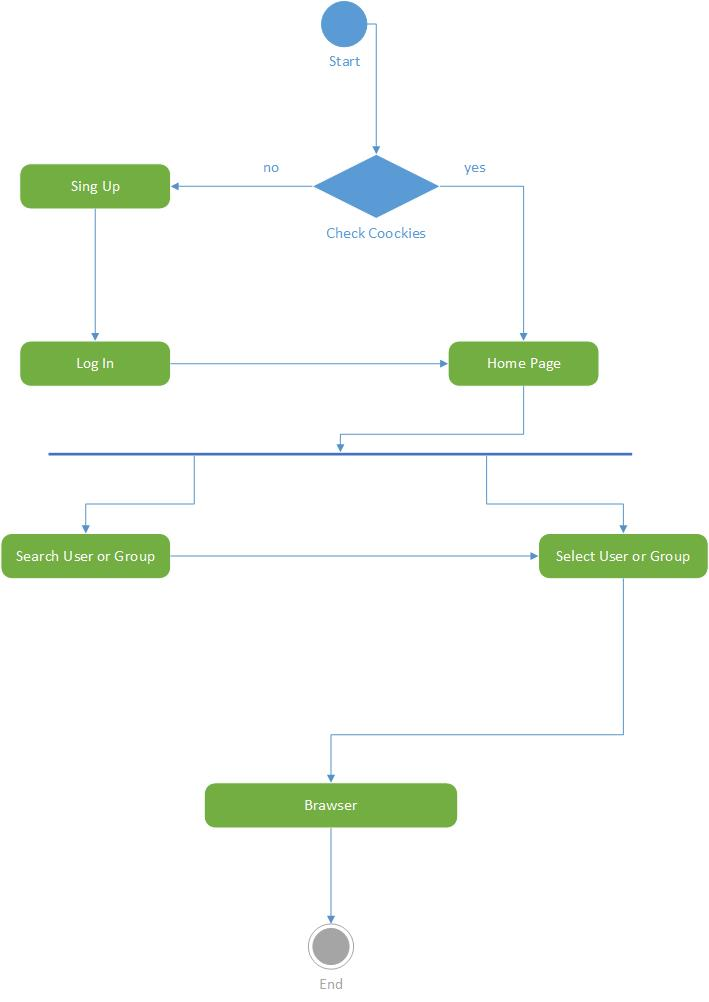 Start
no
yes
Sing Up
Check Coockies
Log In
Home Page
Search User or Group
Select User or Group
Brawser
End